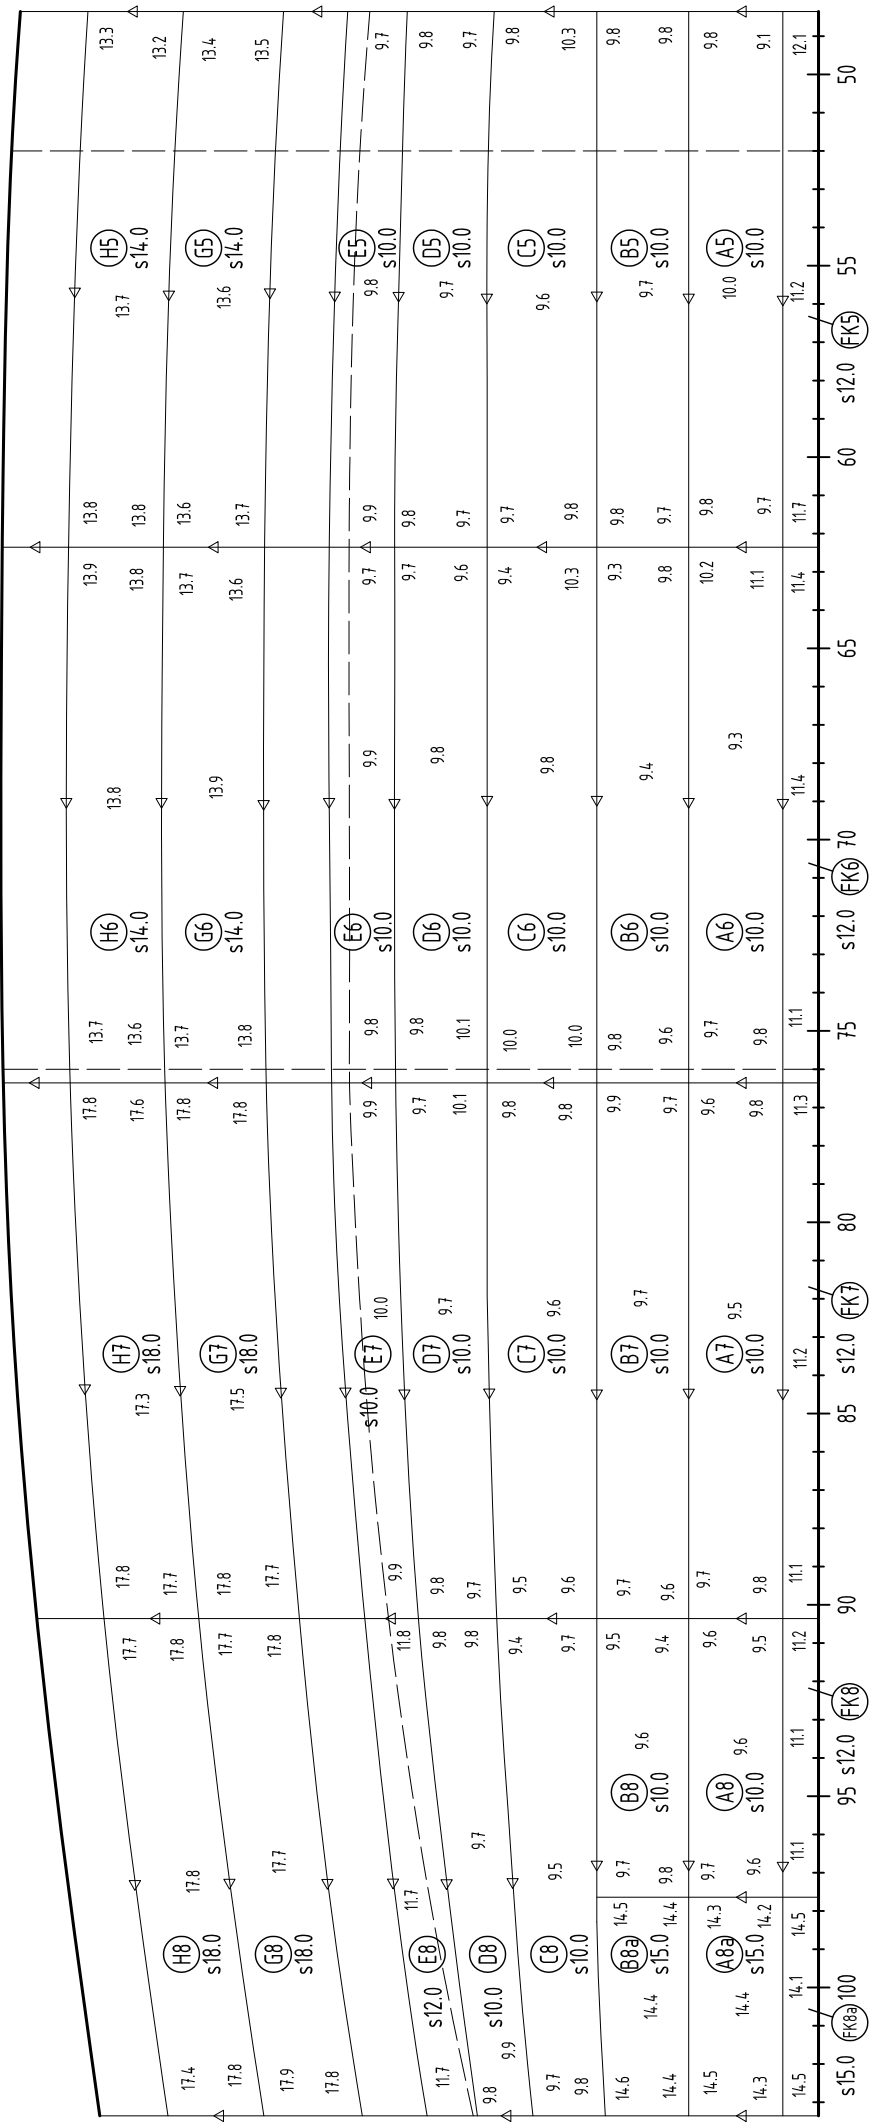 13.3 13.2 13.4 13.5 9.7 9.8 9.7 9.8 10.3 9.8 9.8 9.8 9.1 12.1
50
H5 G5 E5 D5 C5 B5 A5
s14.0 s14.0 s10.0 s10.0 s10.0 s10.0 s10.0
55
13.7 13.6 9.8 9.7 9.6 9.7 10.0 11.2
FK5
s12.0
60
13.8 13.8 13.6 13.7 9.9 9.8 9.7 9.7 9.8 9.8 9.7 9.8 9.7 11.7
13.9 13.8 13.7 13.6 9.7 9.7 9.6 9.4 10.3 9.3 9.8 10.2 11.1 11.4
65
13.8 13.9 9.9 9.8 9.8 9.4 9.3 11.4
70
FK6
s12.0
H6 G6 E6 D6 C6 B6 A6
s14.0 s14.0 s10.0 s10.0 s10.0 s10.0 s10.0
13.7 13.6 13.7 13.8 9.8 9.8 10.1 10.0 10.0 9.8 9.6 9.7 9.8 11.1
75
17.8 17.6 17.8 17.8 9.9 9.7 10.1 9.8 9.8 9.9 9.7 9.6 9.8 11.3
80
10.0 9.7 9.6 9.7 9.5
FK7
s12.0
H7 G7 E7 D7 C7 B7 A7
s18.0 s18.0 s10.0 s10.0 s10.0 s10.0 s10.0
17.3 17.5 11.2
85
17.8 17.7 17.8 17.7 9.9 9.8 9.7 9.5 9.6 9.7 9.6 9.7 9.8 11.1
90
17.7 17.8 17.7 17.8 11.8 9.8 9.8 9.4 9.7 9.5 9.4 9.6 9.5 11.2
FK8
s12.0
9.6 9.6 11.1
B8 A8
s10.0 s10.0
95
17.8 17.7 11.7 9.7 9.5 9.7 9.8 9.7 9.6 11.1
14.5 14.4 14.3 14.2 14.5
H8 G8 E8 D8 C8 B8a A8a
s18.0 s18.0 s12.0 s10.0 s10.0 s15.0 s15.0
14.4 14.4 14.1
100
FK8a
s15.0
17.4 17.8 17.9 17.8 11.7 9.8 9.9 9.7 9.8 14.6 14.4 14.5 14.3 14.5